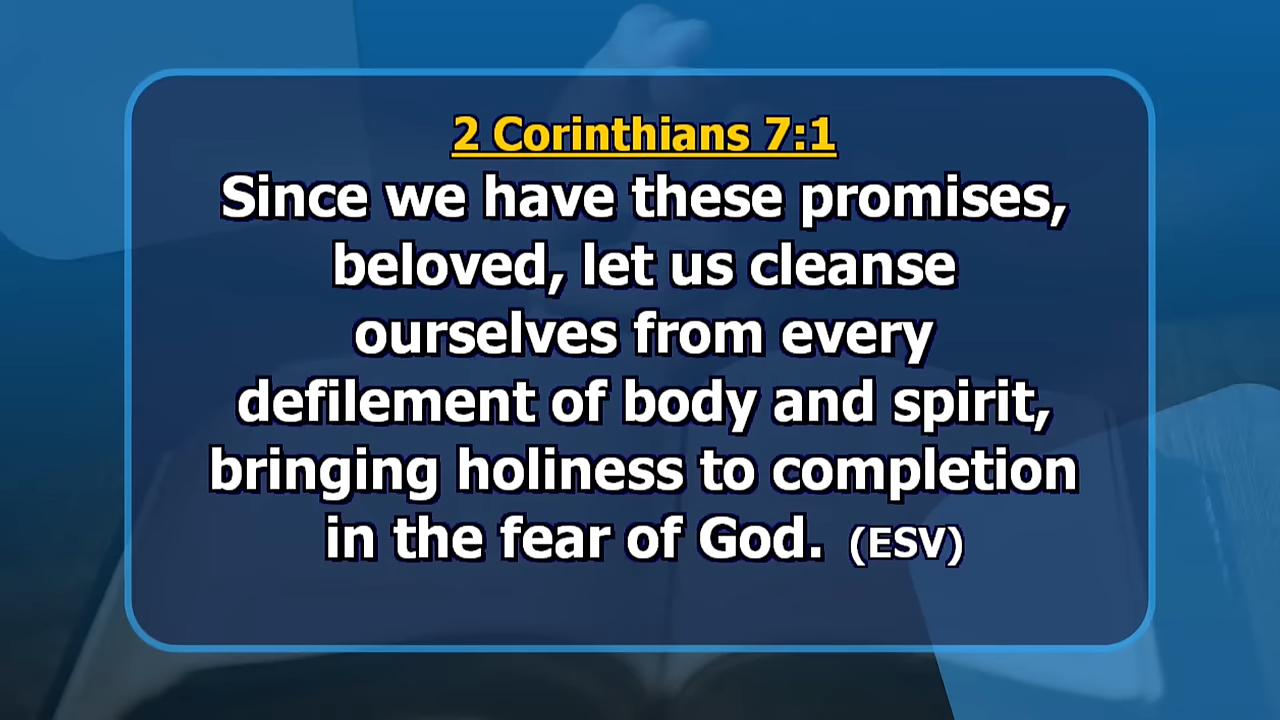 2 Corinthians 7:1
Since we have these promises,
beloved, let us cleanse
ourselves from every
defilement of body and spirit,
bringing holiness to completion
in the fear of God. (ESV)